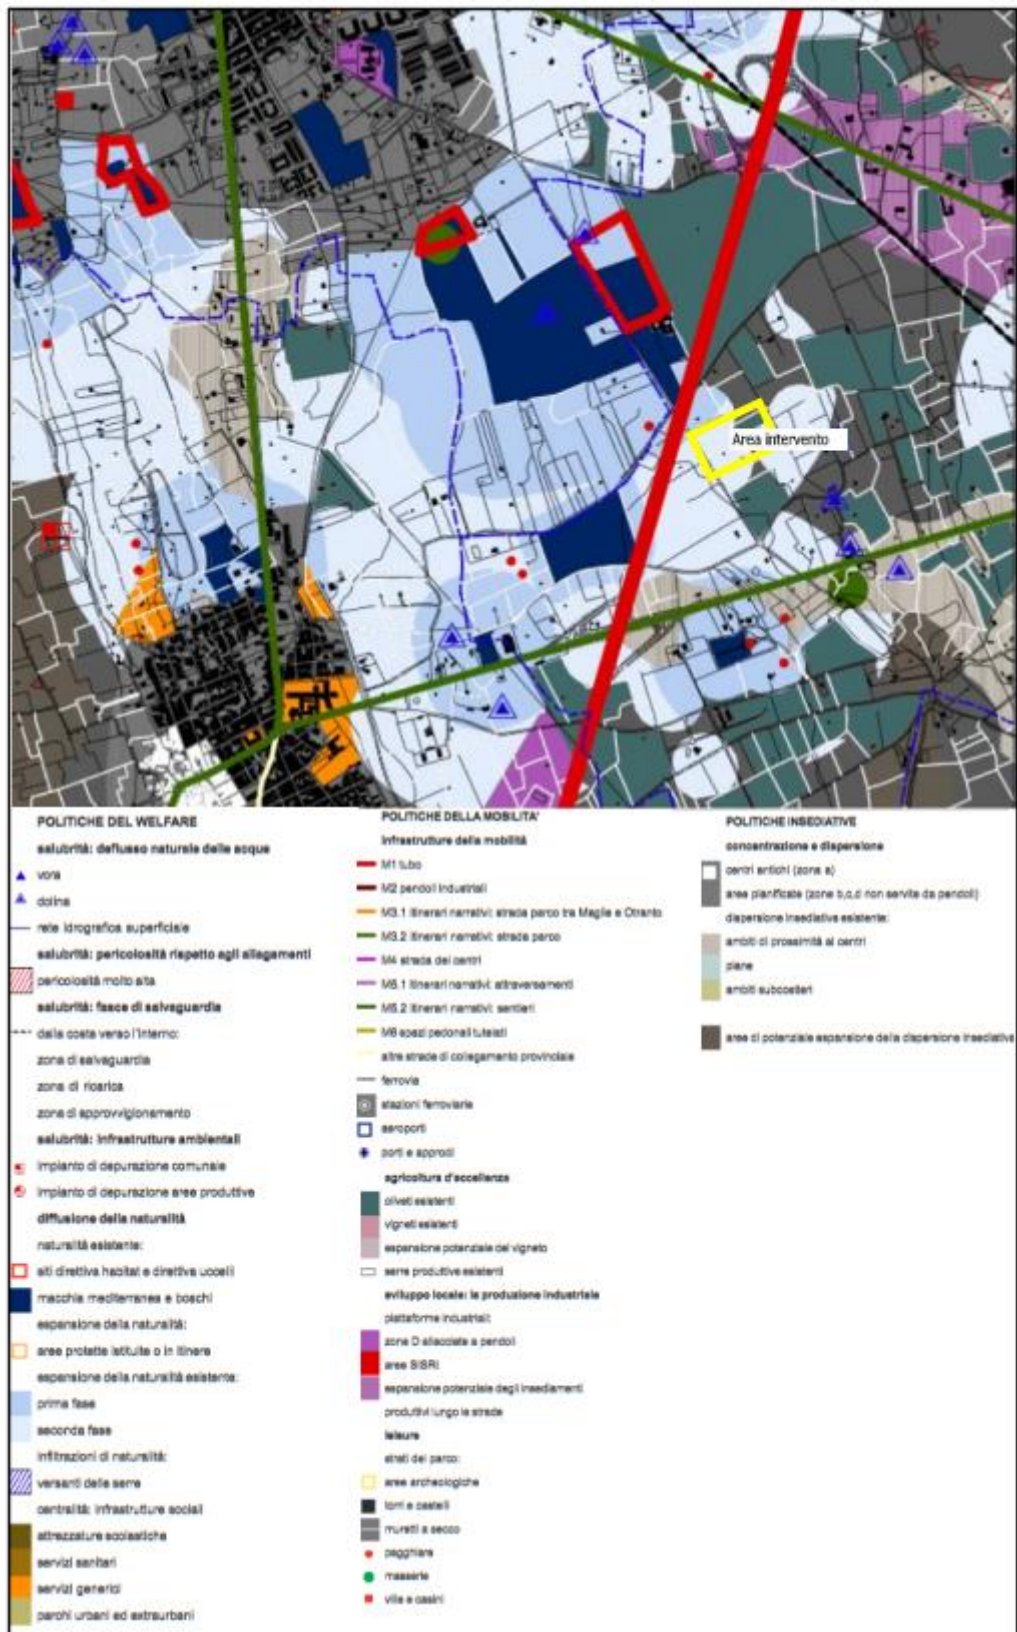 Area intervento
POLITICHE DEL WELFARE
salubrità: deflusso naturale delle acque
vora
dolina
rete idrografica superficiale
salubrità: pericolosità rispetto agli allagamenti
pericolosità molto alta
salubrità: fasce di salvaguardia
dalla costa verso l'interno:
zona di salvaguardia
zona di ricarica
zona di approvvigionamento
salubrità: infrastrutture ambientali
impianto di depurazione comunale
impianto di depurazione aree produttive
diffusione della naturalità
naturalità esistente:
siti direttiva habitat e direttiva uccelli
macchia mediterranea e boschi
espansione della naturalità:
aree protette istituite o in itinere
espansione della naturalità esistente:
prima fase
seconda fase
infiltrazioni di naturalità:
versanti delle serre
centralità: infrastrutture sociali
attrezzature scolastiche
servizi sanitari
servizi generici
parchi urbani ed extraurbani
POLITICHE DELLA MOBILITA'
infrastrutture della mobilità
M1 tubo
M2 pendoli industriali
M3.1 itinerari narrativi: strada parco tra Maglie e Otranto
M3.2 itinerari narrativi: strada parco
M4 strada dei centri
M5.1 itinerari narrativi: attraversamenti
M5.2 itinerari narrativi: sentieri
M6 spazi pedonali tutelati
altre strade di collegamento provinciale
ferrovia
stazioni ferroviarie
aeroporti
porti e approdi
agricoltura d'eccellenza
oliveti esistenti
vigneti esistenti
espansione potenziale del vigneto
serre produttive esistenti
sviluppo locale: la produzione industriale
piattaforme industriali:
zone D allacciate a pendoli
aree SISRI
espansione potenziale degli insediamenti
produttivi lungo le strade
leisure
strati del parco:
aree archeologiche
torri e castelli
muretti a secco
pagghiare
masserie
ville e casini
POLITICHE INSEDIATIVE
concentrazione e dispersione
centri antichi (zona a)
aree pianificate (zone b,c,d non servite da pendoli)
dispersione insediativa esistente:
ambiti di prossimità ai centri
piane
ambiti subcostieri
area di potenziale espansione della dispersione insediativa